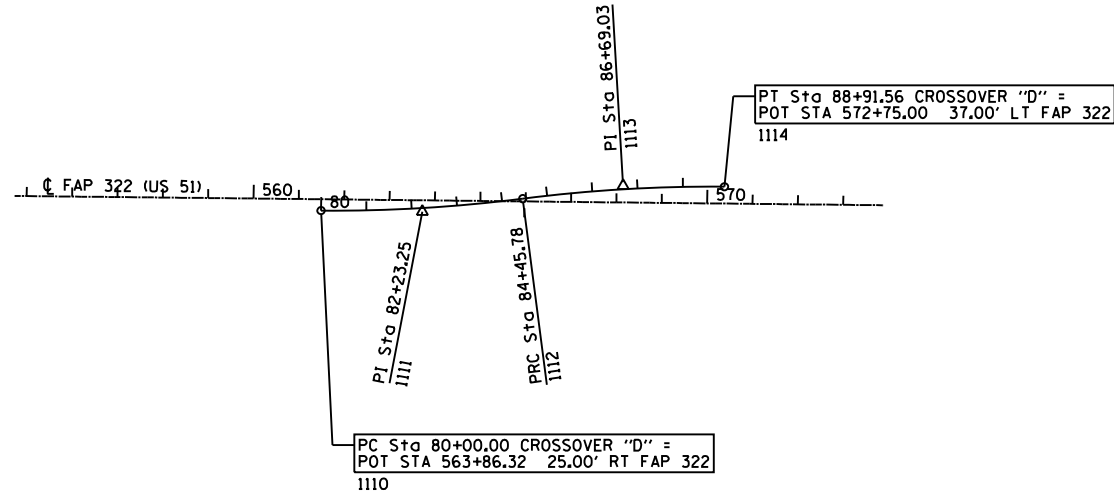 PI Sta 86+69.03
1113
PT Sta 88+91.56 CROSSOVER "D" =
POT STA 572+75.00 37.00' LT FAP 322
1114
℄ FAP 322 (US 51)
560
80
570
PI Sta 82+23.25
1111
PRC Sta 84+45.78
1112
PC Sta 80+00.00 CROSSOVER "D" =
POT STA 563+86.32 25.00' RT FAP 322
1110